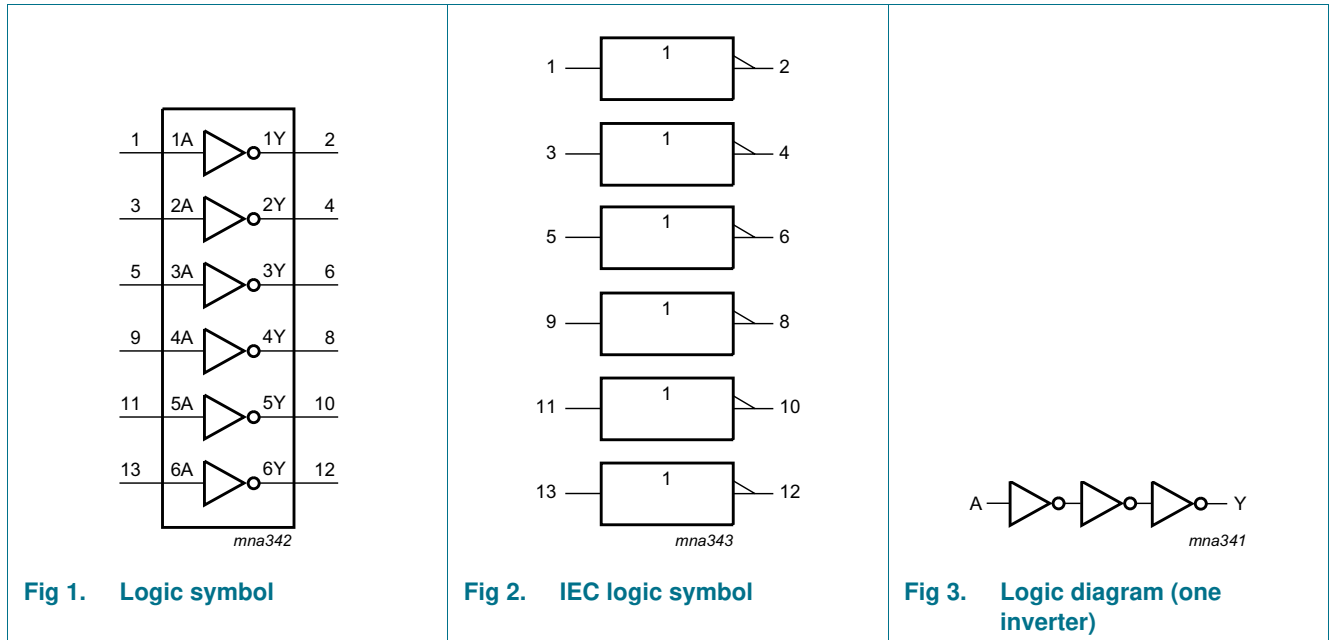 1 1A 1Y 2
3 2A 2Y 4
5 3A 3Y 6
9 4A 4Y 8
11 5A 5Y 10
13 6A 6Y 12
mna342
Fig 1. Logic symbol
1 1 2
3 1 4
5 1 6
9 1 8
11 1 10
13 1 12
mna343
Fig 2. IEC logic symbol
A Y
mna341
Fig 3. Logic diagram (one
inverter)